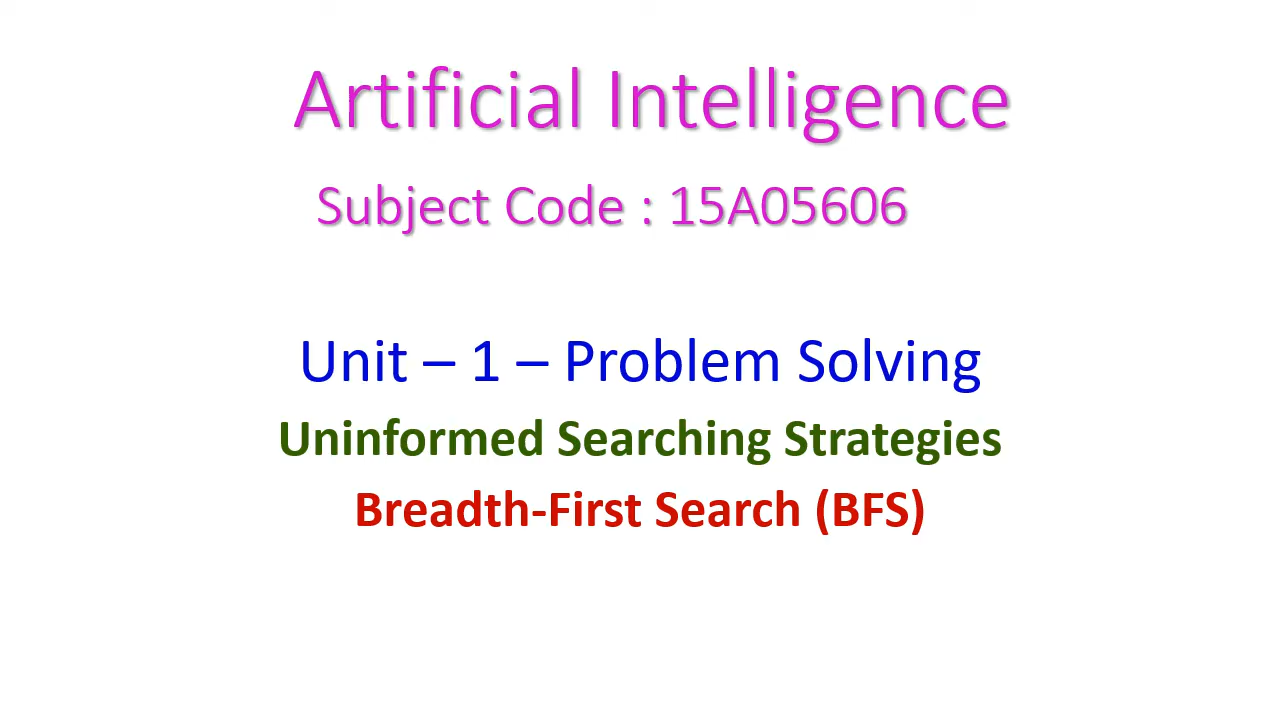 Artificial Intelligence
Subject Code : 15A05606
Unit – 1 – Problem Solving
Uninformed Searching Strategies
Breadth-First Search (BFS)